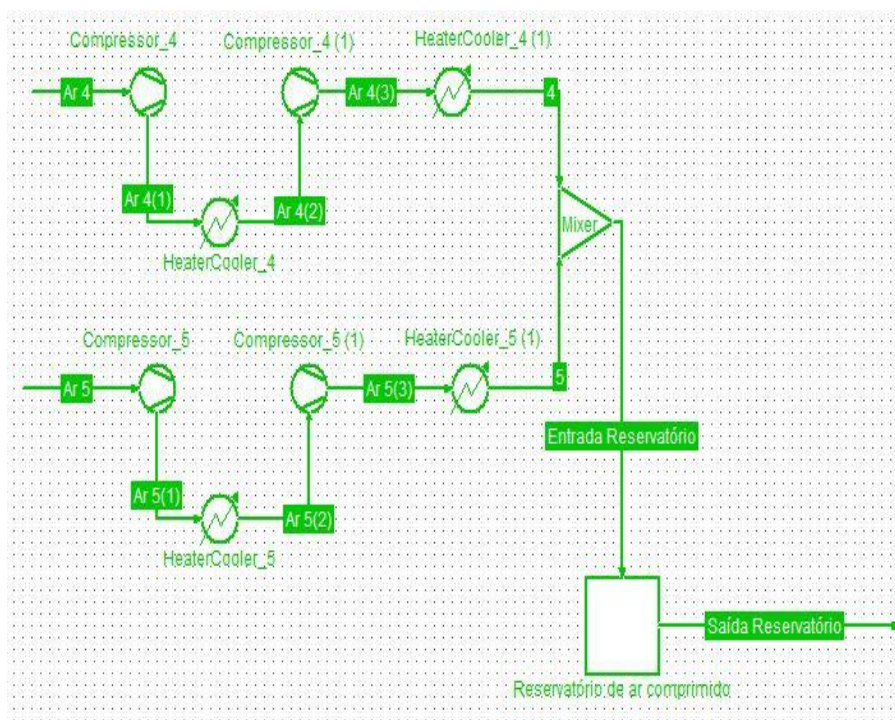 Compressor_4
Compressor_4 (1)
HeaterCooler_4 (1)
Ar 4
Ar 4(3)
4
Ar 4(1)
Ar 4(2)
Mixer
HeaterCooler_4
Compressor_5
Compressor_5 (1)
HeaterCooler_5 (1)
Ar 5
Ar 5(3)
5
Entrada Reservatório
Ar 5(1)
Ar 5(2)
HeaterCooler_5
Saída Reservatório
Reservatório de ar comprimido